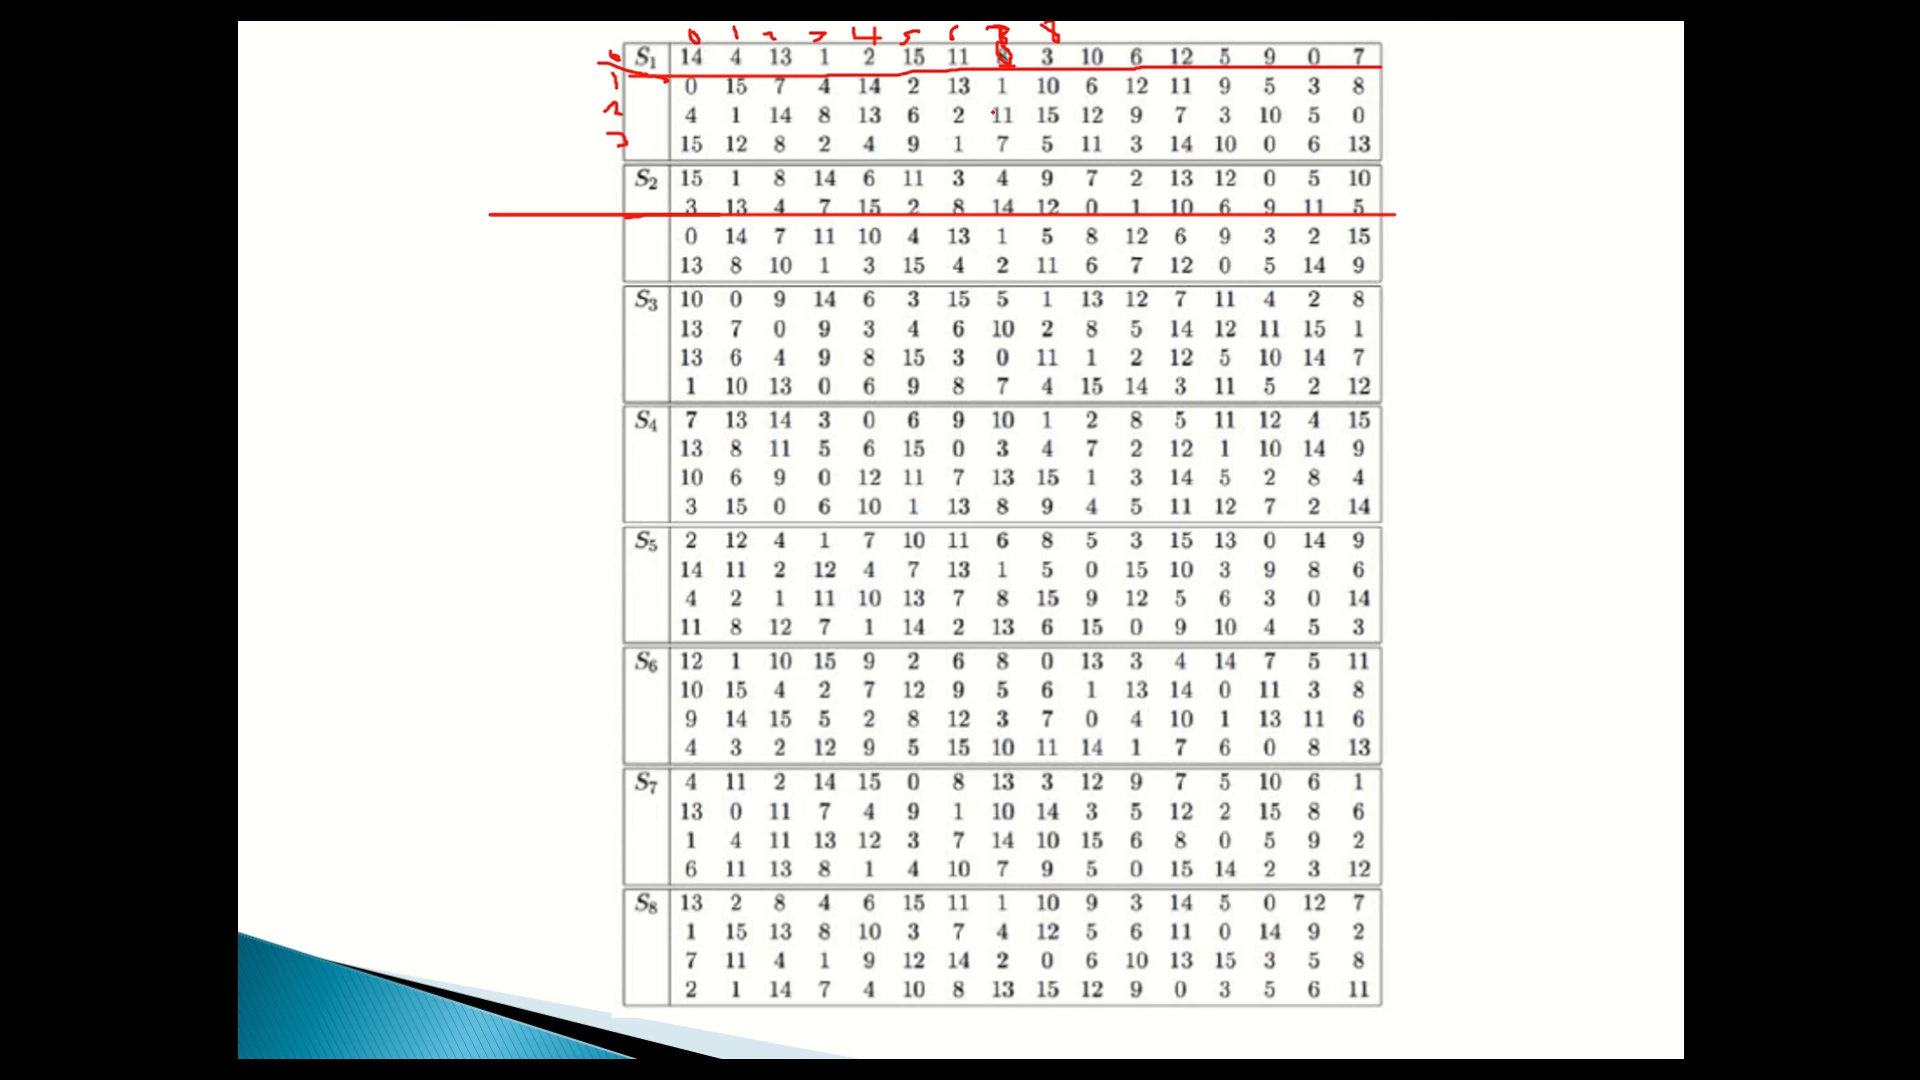 0 1 2 3 4 5 6 7 8
0 S1 14 4 13 1 2 15 11 8 3 10 6 12 5 9 0 7
1 0 15 7 4 14 2 13 1 10 6 12 11 9 5 3 8
2 4 1 14 8 13 6 2 11 15 12 9 7 3 10 5 0
3 15 12 8 2 4 9 1 7 5 11 3 14 10 0 6 13
S2 15 1 8 14 6 11 3 4 9 7 2 13 12 0 5 10
3 13 4 7 15 2 8 14 12 0 1 10 6 9 11 5
0 14 7 11 10 4 13 1 5 8 12 6 9 3 2 15
13 8 10 1 3 15 4 2 11 6 7 12 0 5 14 9
S3 10 0 9 14 6 3 15 5 1 13 12 7 11 4 2 8
13 7 0 9 3 4 6 10 2 8 5 14 12 11 15 1
13 6 4 9 8 15 3 0 11 1 2 12 5 10 14 7
1 10 13 0 6 9 8 7 4 15 14 3 11 5 2 12
S4 7 13 14 3 0 6 9 10 1 2 8 5 11 12 4 15
13 8 11 5 6 15 0 3 4 7 2 12 1 10 14 9
10 6 9 0 12 11 7 13 15 1 3 14 5 2 8 4
3 15 0 6 10 1 13 8 9 4 5 11 12 7 2 14
S5 2 12 4 1 7 10 11 6 8 5 3 15 13 0 14 9
14 11 2 12 4 7 13 1 5 0 15 10 3 9 8 6
4 2 1 11 10 13 7 8 15 9 12 5 6 3 0 14
11 8 12 7 1 14 2 13 6 15 0 9 10 4 5 3
S6 12 1 10 15 9 2 6 8 0 13 3 4 14 7 5 11
10 15 4 2 7 12 9 5 6 1 13 14 0 11 3 8
9 14 15 5 2 8 12 3 7 0 4 10 1 13 11 6
4 3 2 12 9 5 15 10 11 14 1 7 6 0 8 13
S7 4 11 2 14 15 0 8 13 3 12 9 7 5 10 6 1
13 0 11 7 4 9 1 10 14 3 5 12 2 15 8 6
1 4 11 13 12 3 7 14 10 15 6 8 0 5 9 2
6 11 13 8 1 4 10 7 9 5 0 15 14 2 3 12
S8 13 2 8 4 6 15 11 1 10 9 3 14 5 0 12 7
1 15 13 8 10 3 7 4 12 5 6 11 0 14 9 2
7 11 4 1 9 12 14 2 0 6 10 13 15 3 5 8
2 1 14 7 4 10 8 13 15 12 9 0 3 5 6 11